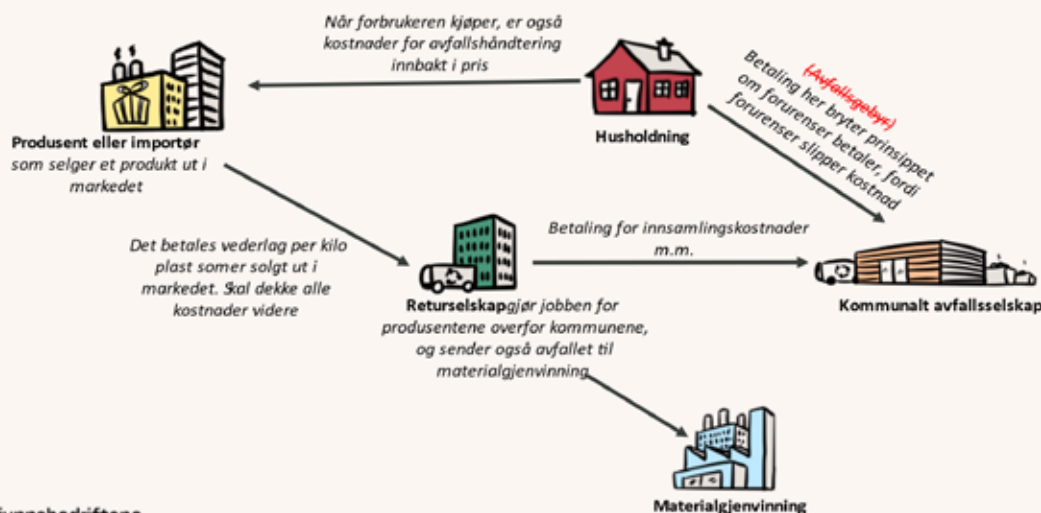 Når forbrukeren kjøper, er også
kostnader for avfallshåndtering
innbakt i pris
Produsent eller importør
som selger et produkt ut i
markedet
Husholdning
(Avfallsgebyr)
Betaling her bryter prinsippet
om forurenser betaler, fordi
forurenser slipper kostnad
Det betales vederlag per kilo
plast somer solgt ut i
markedet. Skal dekke alle
kostnader videre
Betaling for innsamlingskostnader
m.m.
Returselskapgjør jobben for
produsentene overfor kommunene,
og sender også avfallet til
materialgjenvinning
Kommunalt avfallsselskap
Materialgjenvinning